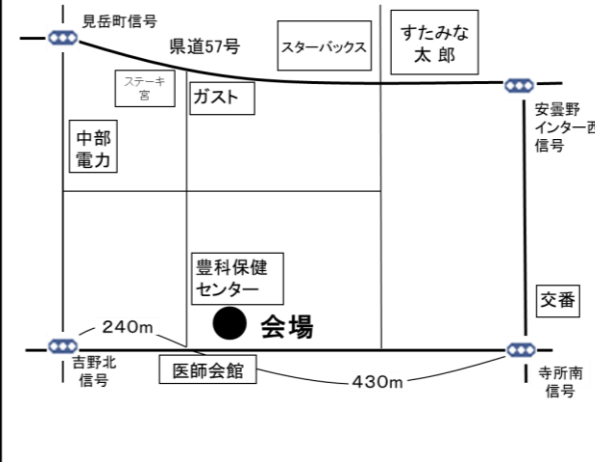 見岳町信号
県道57号
スターバックス
すたみな
太 郎
ステーキ
宮
ガスト
安曇野
インター西
信号
中部
電力
豊科保健
センター
交番
240m
会場
吉野北
信号
医師会館
430m
寺所南
信号